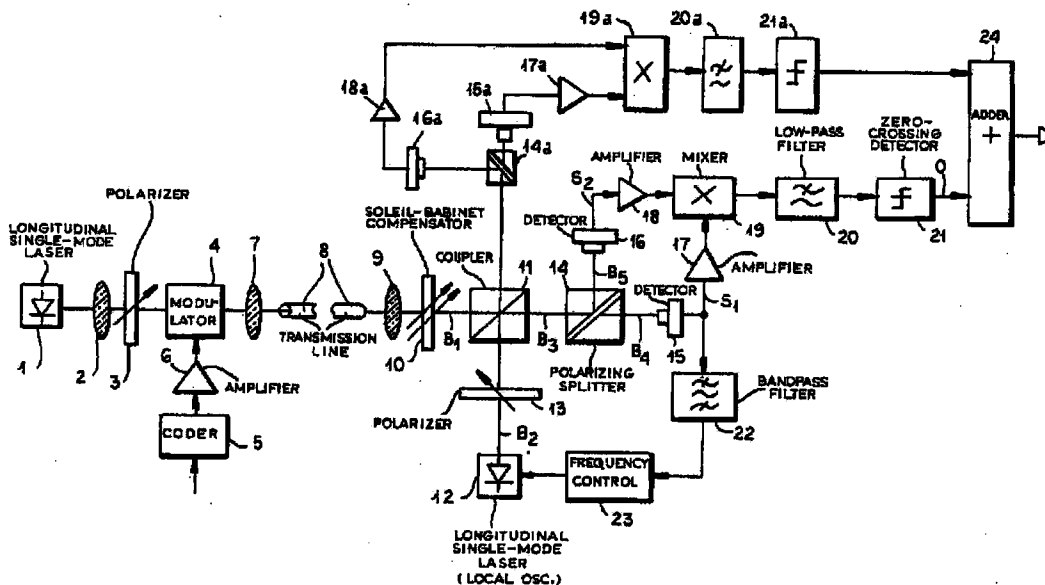 19a
20a
21a
24
18a
17a
15a
16a
14a
ADDER
+
AMPLIFIER
MIXER
LOW-PASS
FILTER
ZERO-
CROSSING
DETECTOR
O
S2
18
19
20
21
POLARIZER
LONGITUDINAL
SINGLE-MODE
LASER
SOLEIL-BABINET
COMPENSATOR
COUPLER
DETECTOR
16
17
AMPLIFIER
4
7
8
9
11
14
B5
DETECTOR
S1
MODU-
LATOR
TRANSMISSION
LINE
B1
B3
B4
15
1
2
3
6
AMPLIFIER
10
POLARIZING
SPLITTER
BANDPASS
FILTER
22
POLARIZER
13
CODER
5
B2
12
FREQUENCY
CONTROL
23
LONGITUDINAL
SINGLE-MODE
LASER
(LOCAL OSC.)